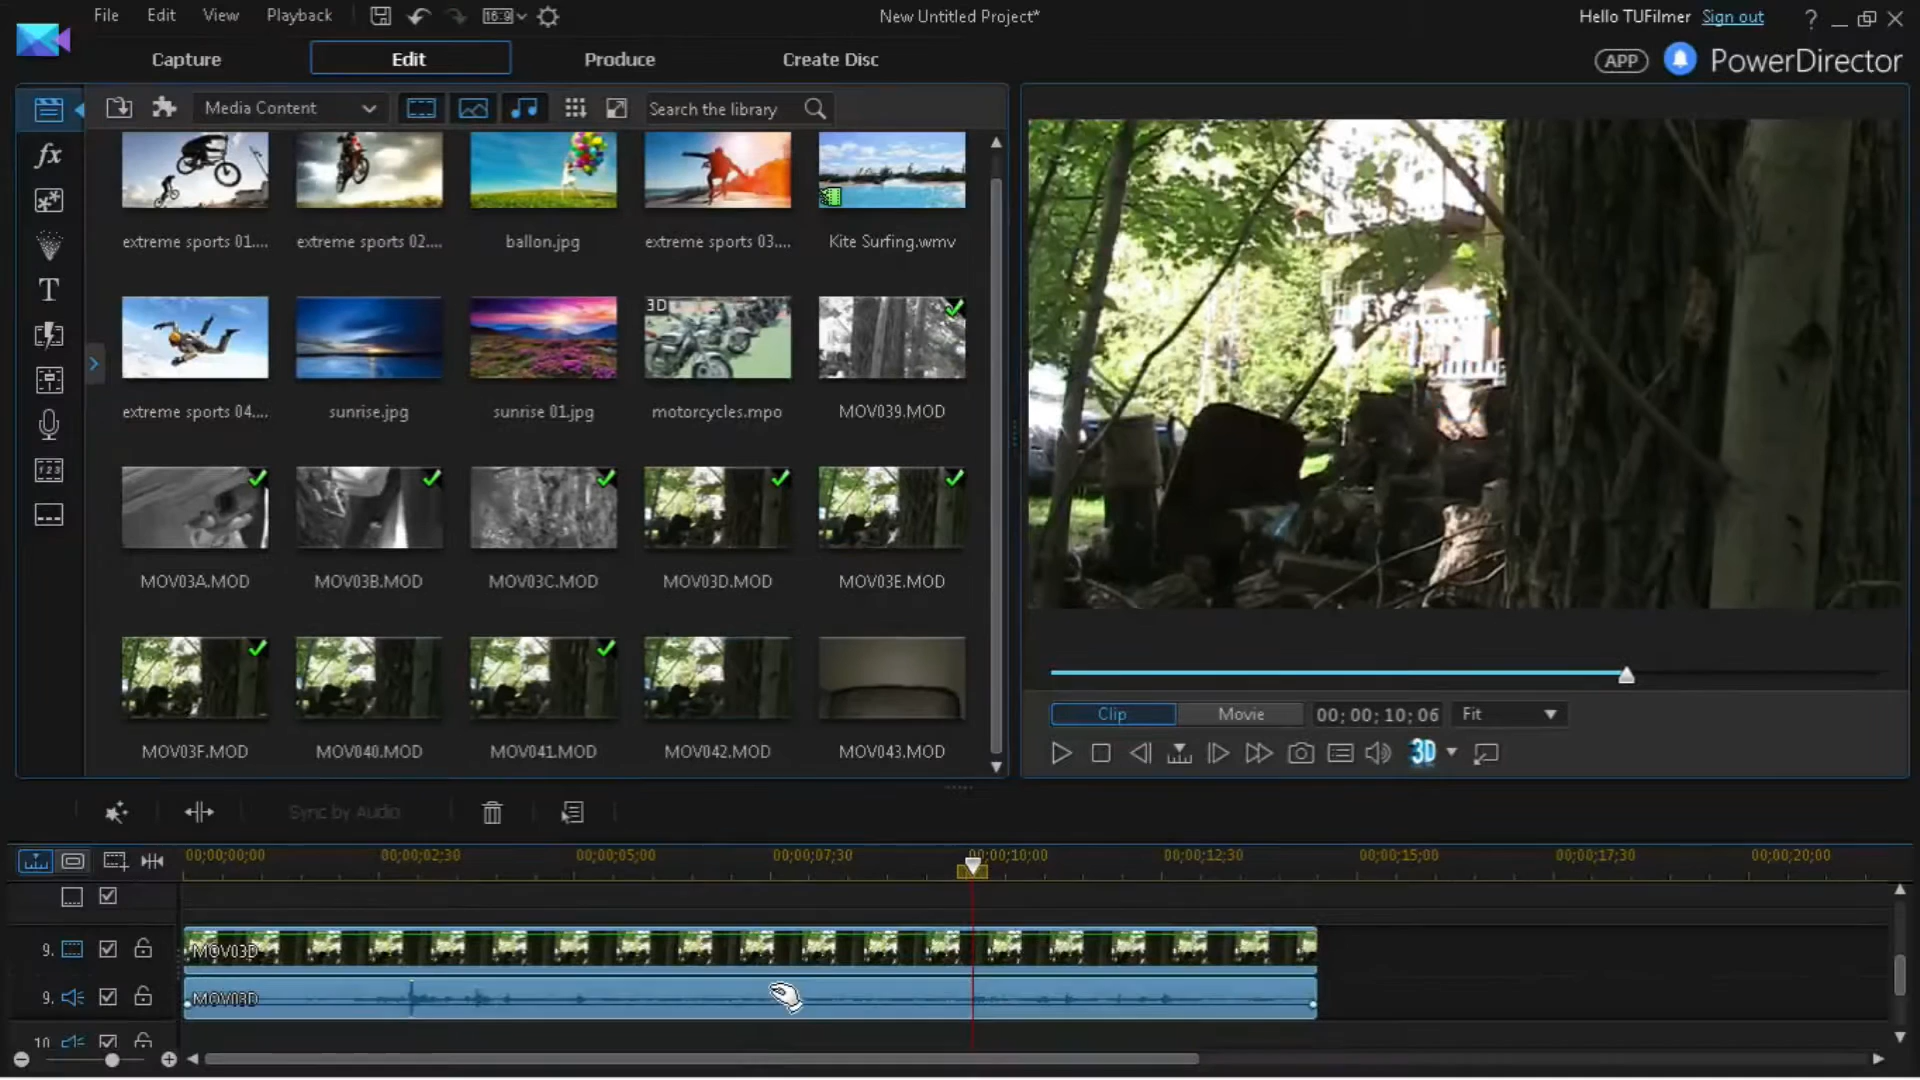 File Edit View Playback 16:9 New Untitled Project* Hello TUFilmer Sign out ?
Capture Edit Produce Create Disc APP PowerDirector
Media Content Search the library
fx
T
extreme sports 01.... extreme sports 02.... ballon.jpg extreme sports 03.... Kite Surfing.wmv
3D
extreme sports 04.... sunrise.jpg sunrise 01.jpg motorcycles.mpo MOV039.MOD
123
MOV03A.MOD MOV03B.MOD MOV03C.MOD MOV03D.MOD MOV03E.MOD
MOV03F.MOD MOV040.MOD MOV041.MOD MOV042.MOD MOV043.MOD
Clip Movie 00; 00; 10; 06 Fit
3D
Sync by Audio
00;00;00;00 00;00;02;30 00;00;05;00 00;00;07;30 00;00;10;00 00;00;12;30 00;00;15;00 00;00;17;30 00;00;20;00
9. MOV03D
9. MOV03D
10